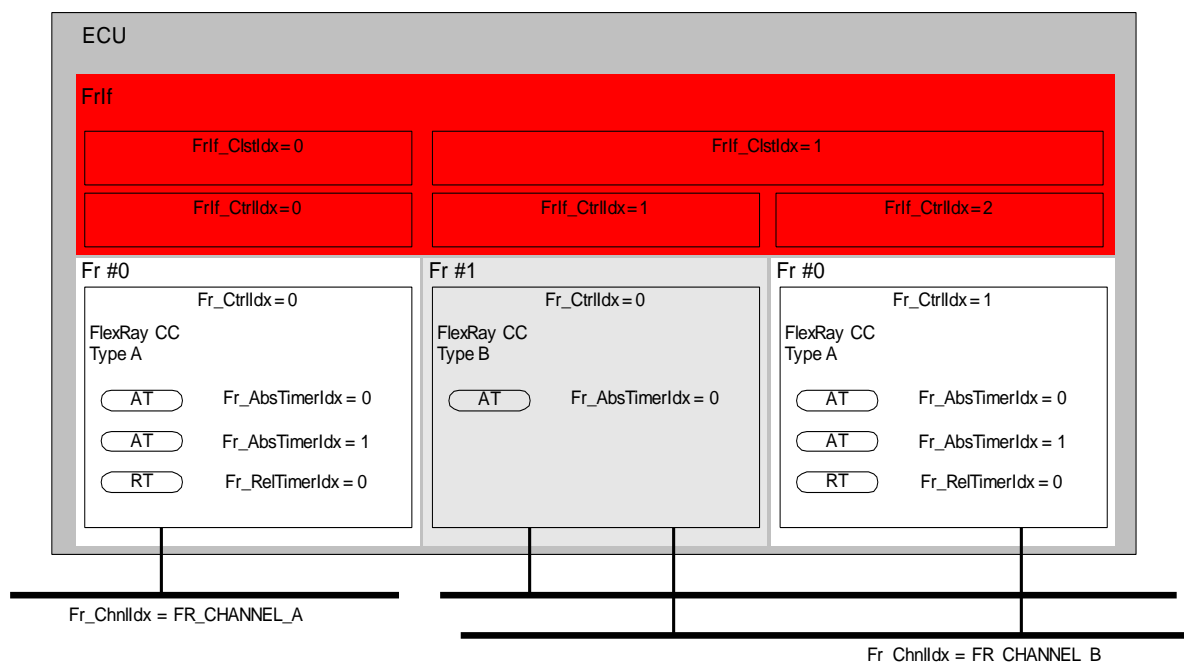 ECU
FrIf
FrIf_ClstIdx = 0
FrIf_ClstIdx = 1
FrIf_CtrlIdx = 0
FrIf_CtrlIdx = 1
FrIf_CtrlIdx = 2
Fr #0
Fr_CtrlIdx = 0
FlexRay CC
Type A
AT Fr_AbsTimerIdx = 0
AT Fr_AbsTimerIdx = 1
RT Fr_RelTimerIdx = 0
Fr #1
Fr_CtrlIdx = 0
FlexRay CC
Type B
AT Fr_AbsTimerIdx = 0
Fr #0
Fr_CtrlIdx = 1
FlexRay CC
Type A
AT Fr_AbsTimerIdx = 0
AT Fr_AbsTimerIdx = 1
RT Fr_RelTimerIdx = 0
Fr_ChnlIdx = FR_CHANNEL_A
Fr_ChnlIdx = FR_CHANNEL_B